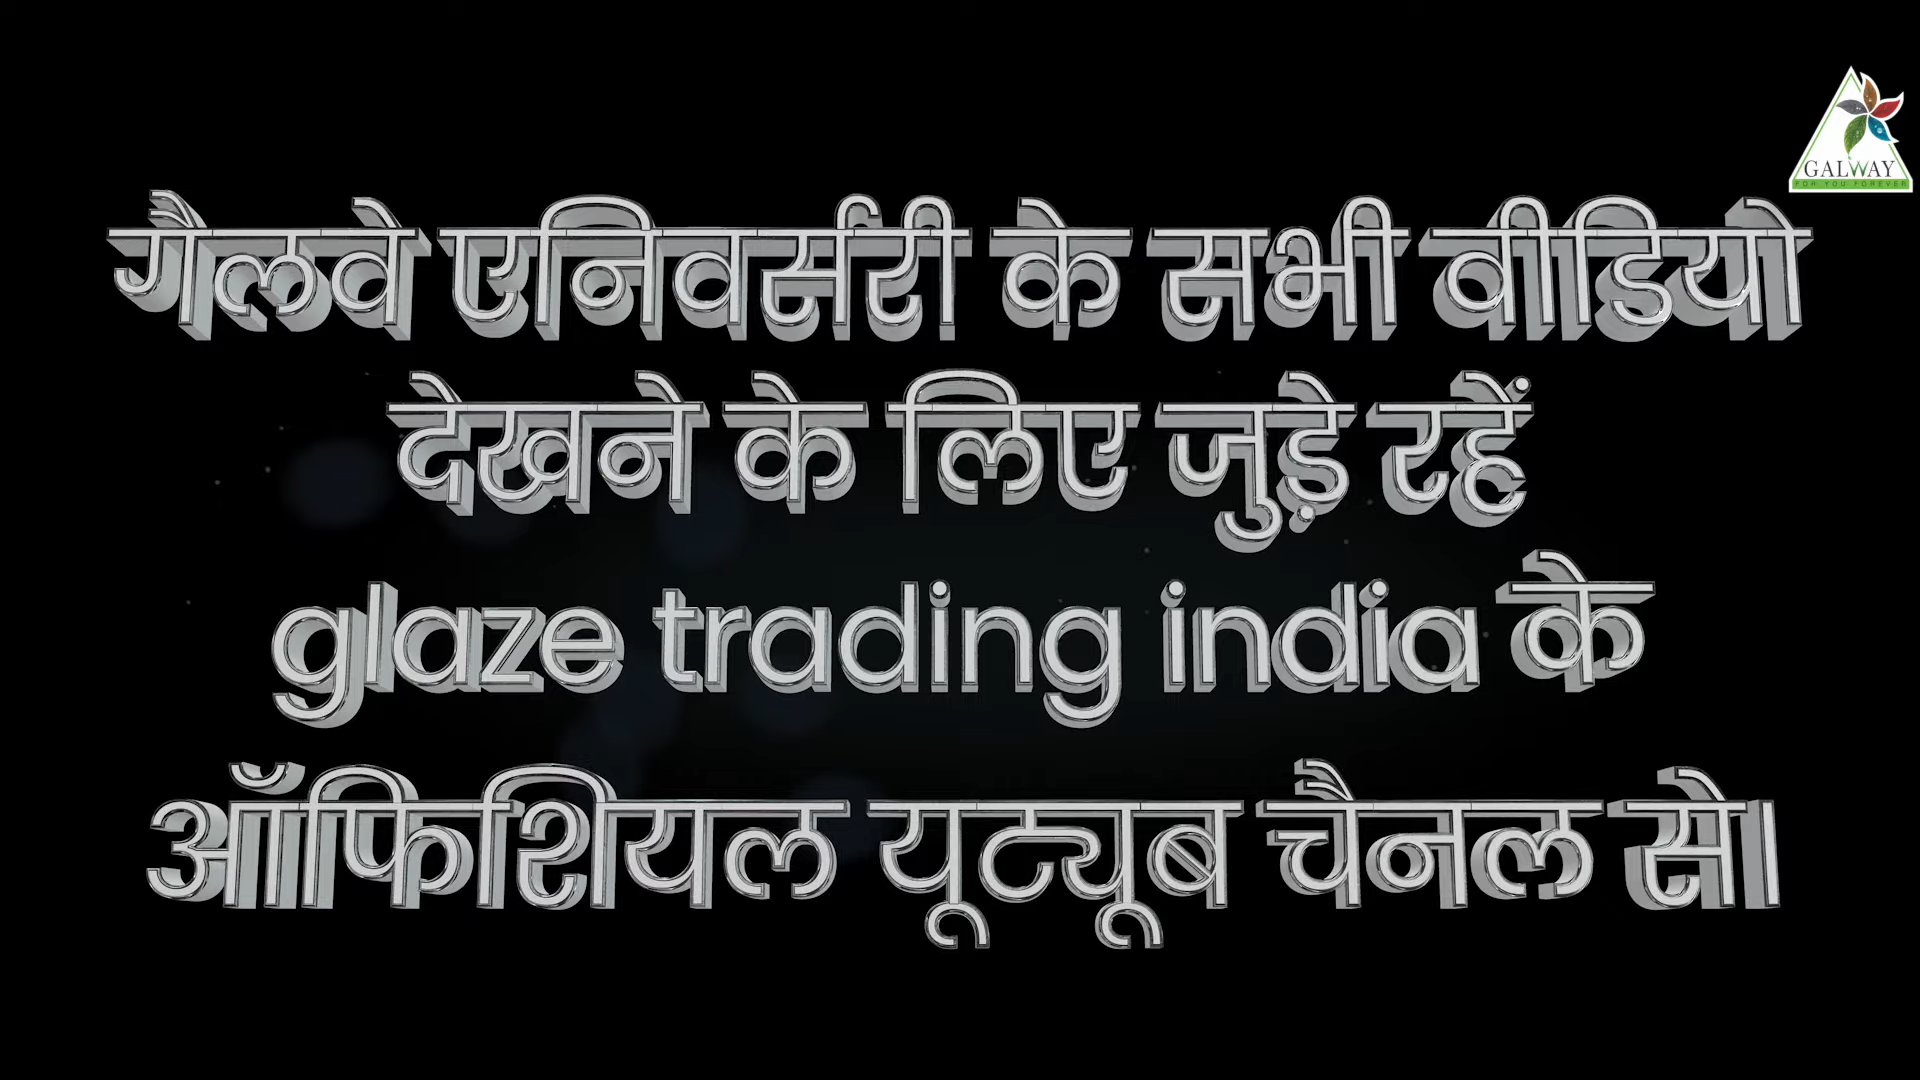 गैलवे एनिवर्सरी के सभी वीडियो
देखने के लिए जुड़े रहें
glaze trading india के
ऑफिशियल यूट्यूब चैनल से।
GALWAY
FOR YOU FOREVER